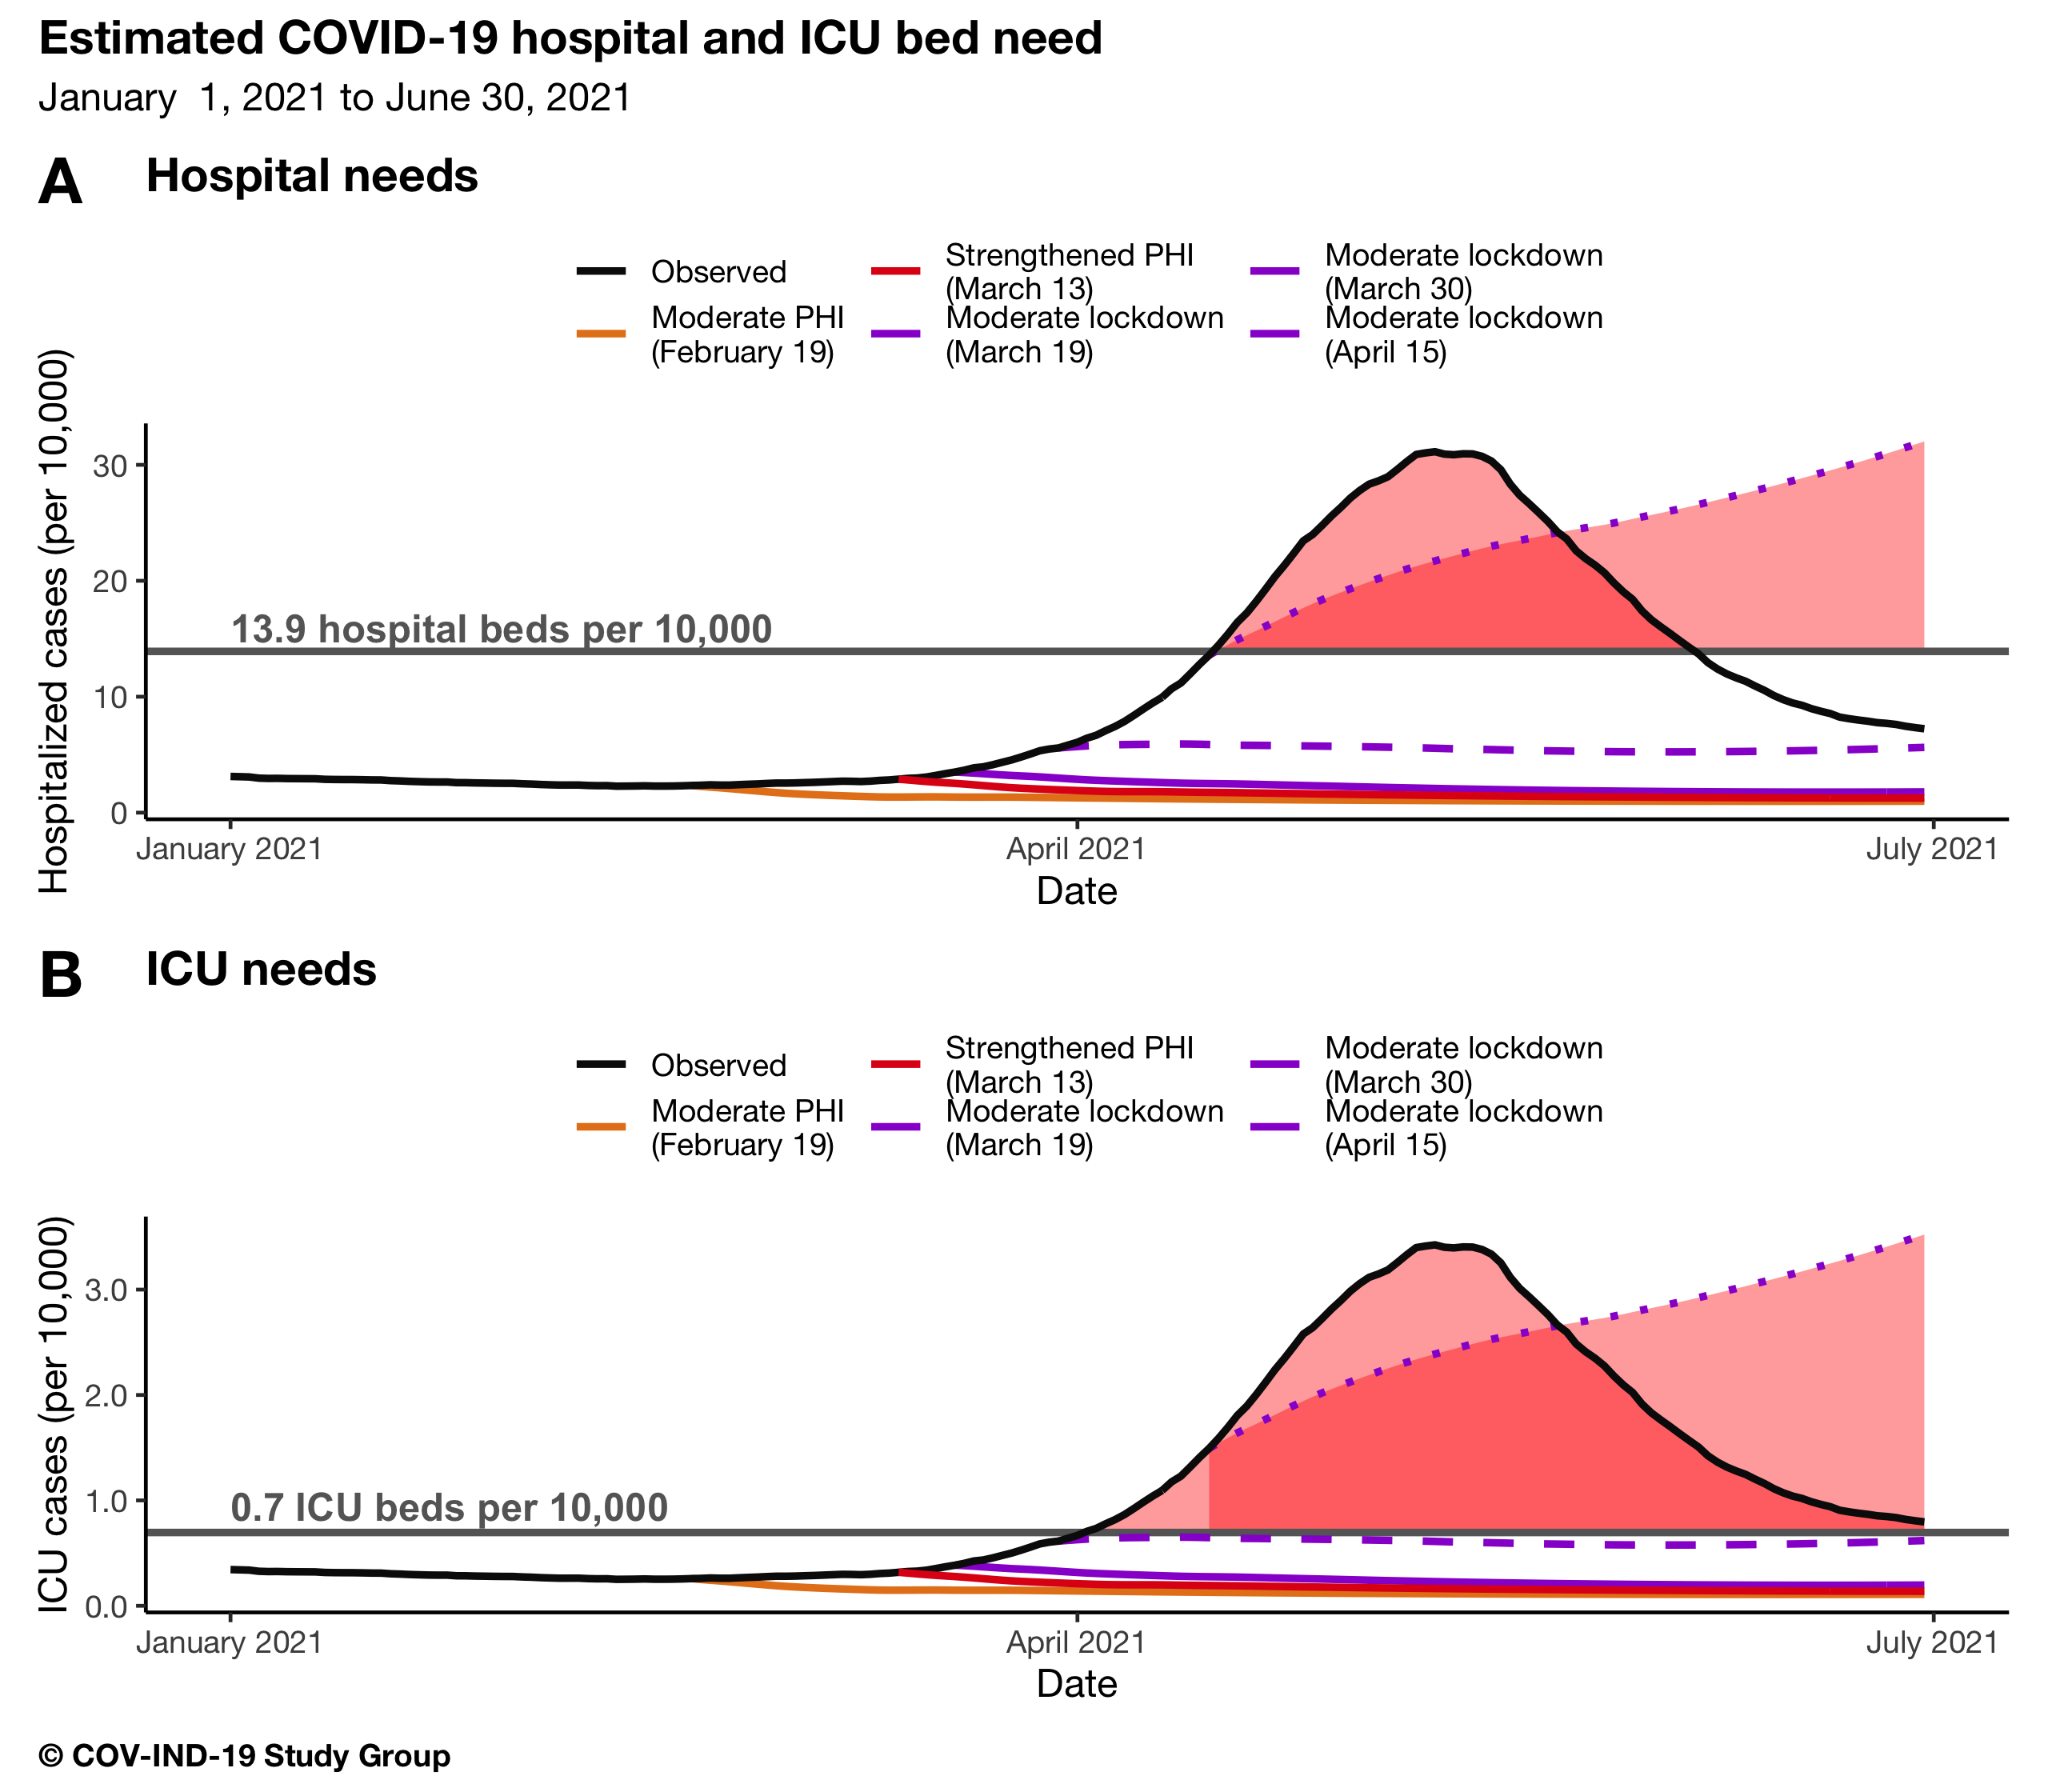 Estimated COVID-19 hospital and ICU bed need
January 1, 2021 to June 30, 2021
A Hospital needs
Observed
Moderate PHI
(February 19)
Strengthened PHI
(March 13)
Moderate lockdown
(March 19)
Moderate lockdown
(March 30)
Moderate lockdown
(April 15)
Hospitalized cases (per 10,000)
30
20
10
0
13.9 hospital beds per 10,000
January 2021
April 2021
July 2021
Date
B ICU needs
Observed
Moderate PHI
(February 19)
Strengthened PHI
(March 13)
Moderate lockdown
(March 19)
Moderate lockdown
(March 30)
Moderate lockdown
(April 15)
ICU cases (per 10,000)
3.0
2.0
1.0
0.0
0.7 ICU beds per 10,000
January 2021
April 2021
July 2021
Date
© COV-IND-19 Study Group